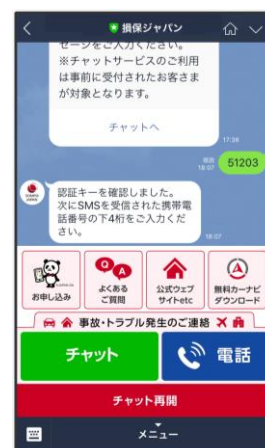 損保ジャパン
セージをご入力ください。
※チャットサービスのご利用
は事前に受付されたお客さま
が対象となります。
チャットへ
17:36
既読
18:07
51203
認証キーを確認しました。
次にSMSを受信された携帯電
話番号の下4桁をご入力くだ
さい。
18:07
お申し込み
Q
A
よくある
ご質問
公式ウェブ
サイトetc
無料カーナビ
ダウンロード
事故・トラブル発生のご連絡
チャット
電話
チャット再開
メニュー